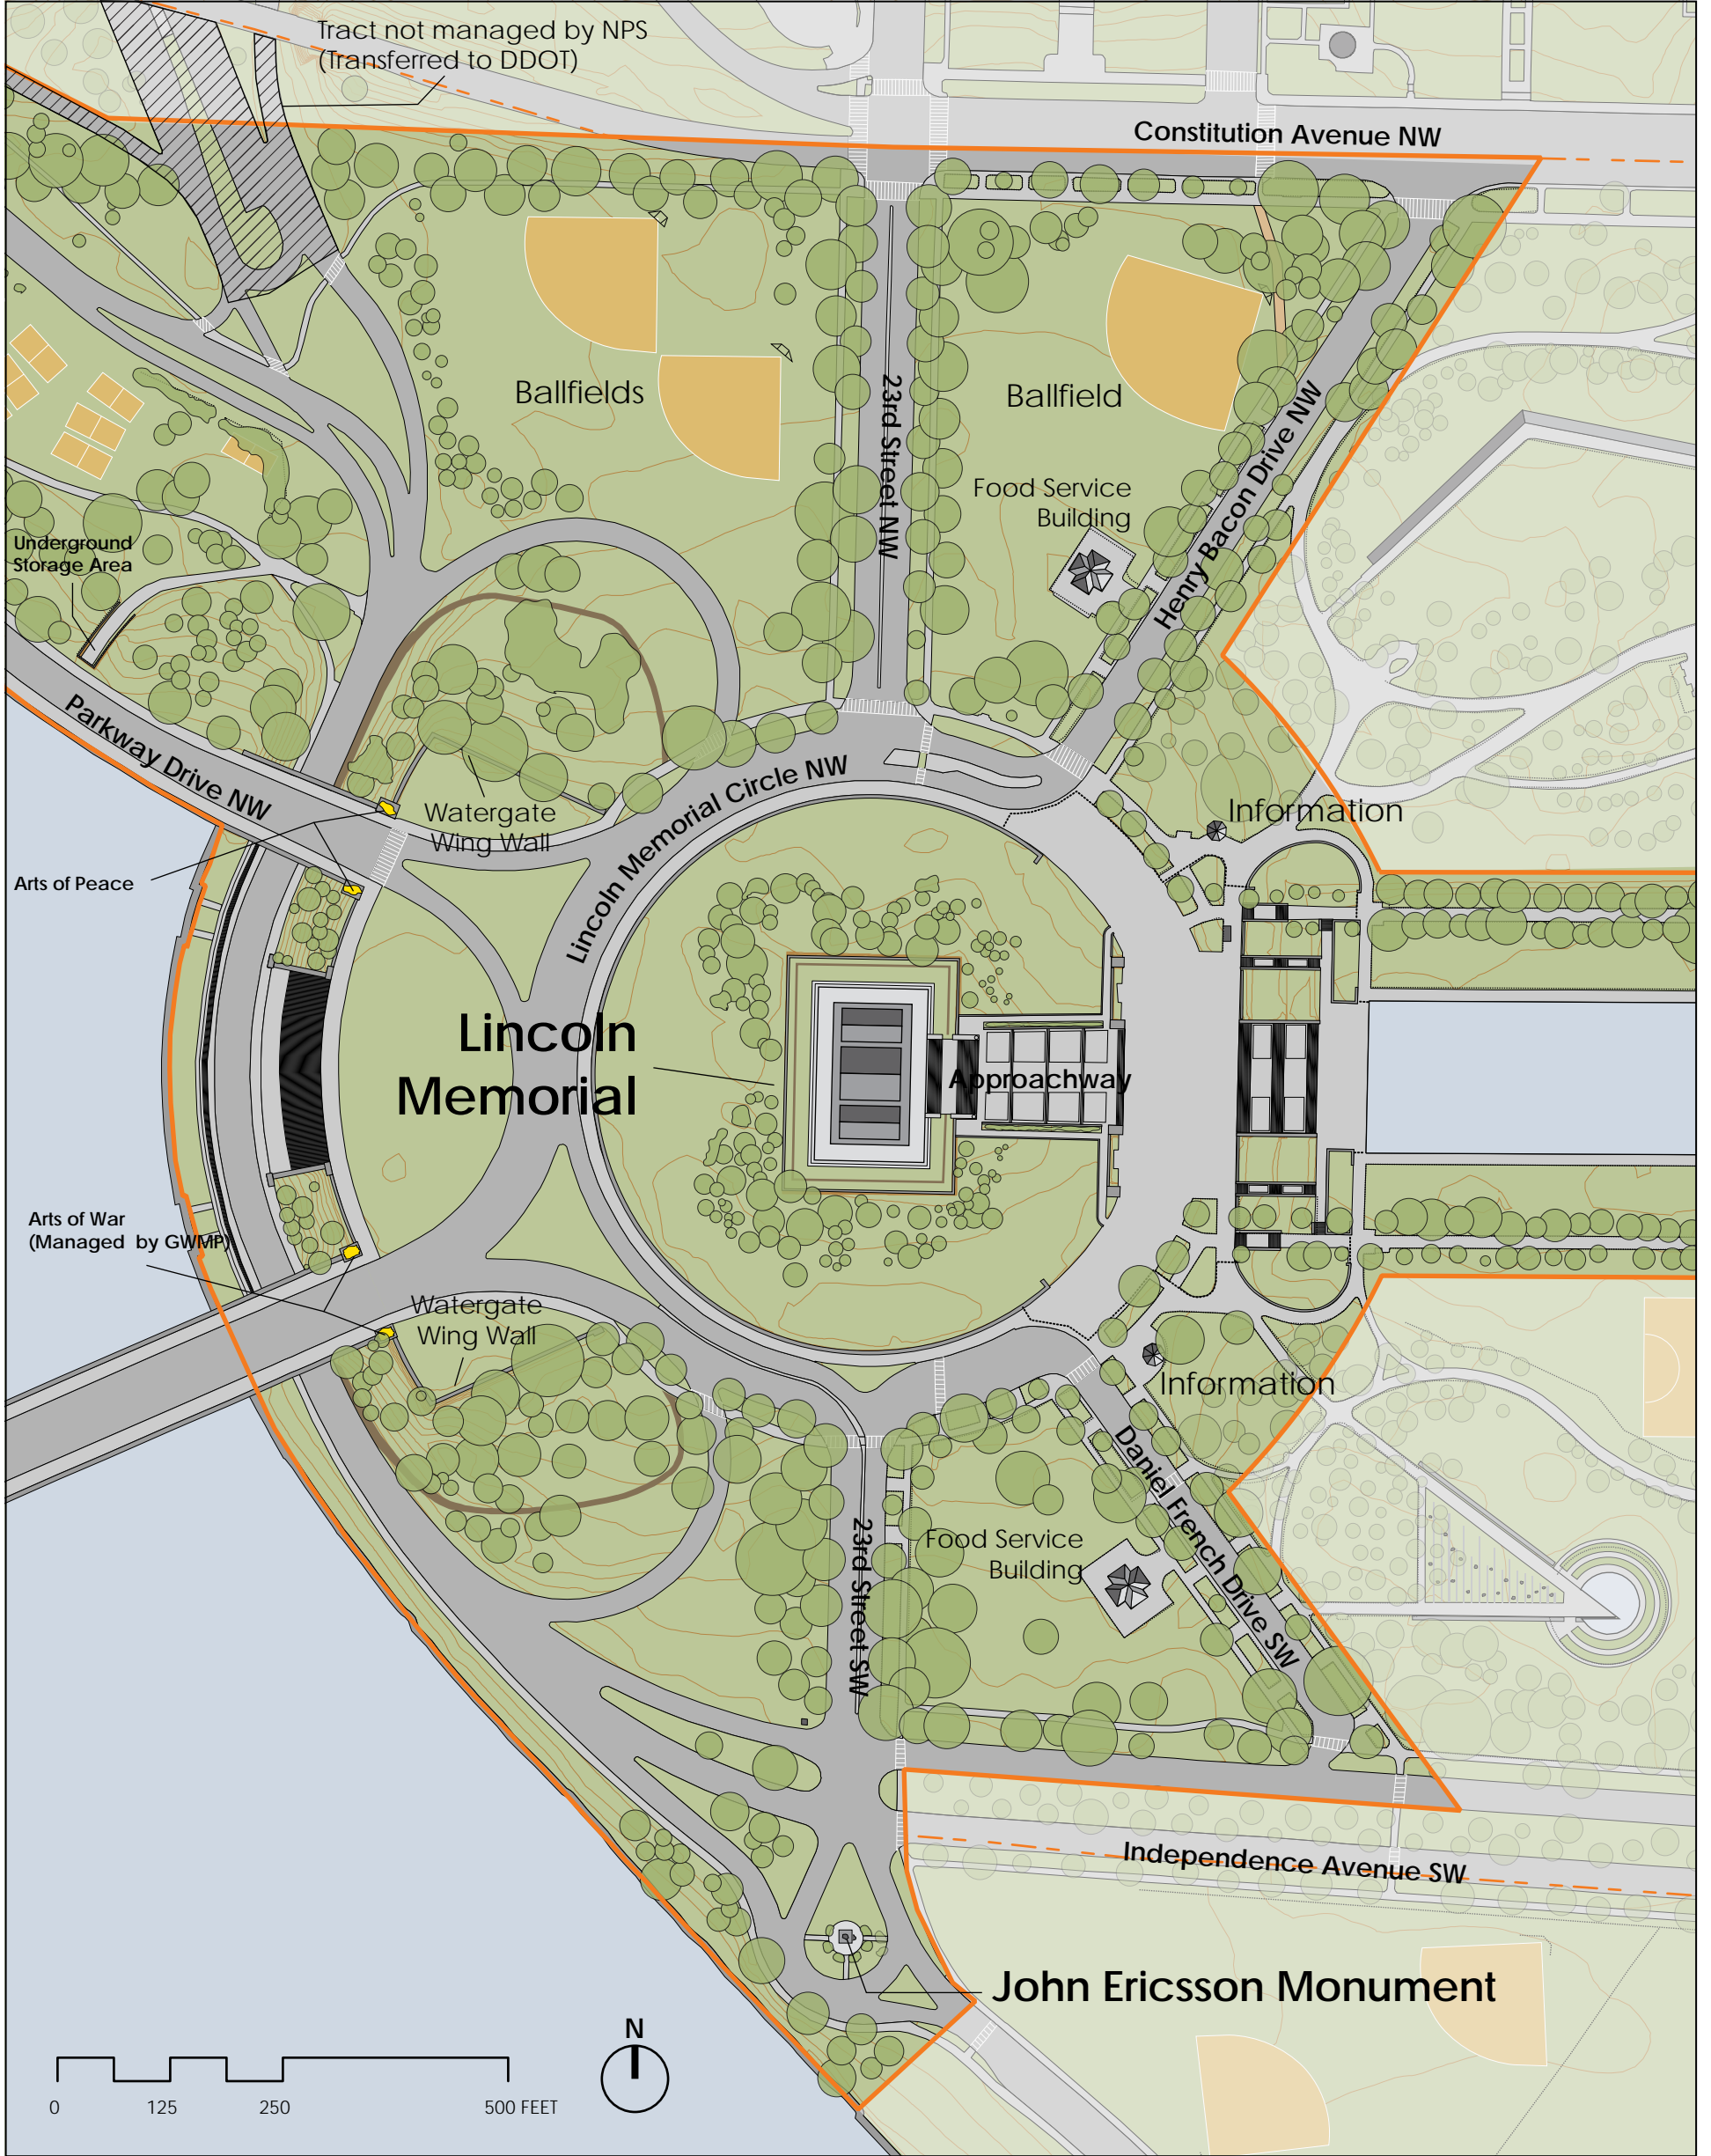 Tract not managed by NPS
(Transferred to DDOT)
Constitution Avenue NW
Ballfields
23rd Street NW
Ballfield
Food Service
Building
Henry Bacon Drive NW
Underground
Storage Area
Parkway Drive NW
Watergate
Wing Wall
Lincoln Memorial Circle NW
Information
Arts of Peace
Lincoln
Memorial
Approachway
Arts of War
(Managed by GWMP)
Watergate
Wing Wall
Information
Daniel French Drive SW
Food Service
Building
23rd Street SW
Independence Avenue SW
John Ericsson Monument
N
0 125 250 500 FEET